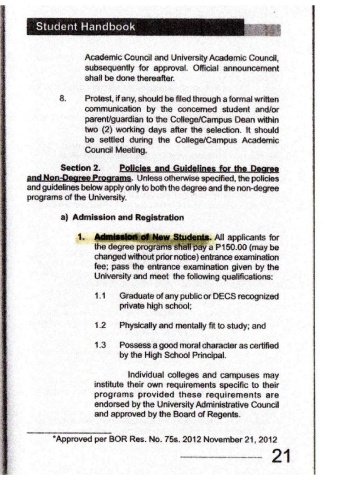 Student Handbook
Academic Council and University Academic Council,
subsequently for approval. Official announcement
shall be done thereafter.
8. Protest, if any, should be filed through a formal written
communication by the concerned student and/or
parent/guardian to the College/Campus Dean within
two (2) working days after the selection. It should
be settled during the College/Campus Academic
Council Meeting.
Section 2. Policies and Guidelines for the Degree
and Non-Degree Programs. Unless otherwise specified, the policies
and guidelines below apply only to both the degree and the non-degree
programs of the University.
a) Admission and Registration
1. Admission of New Students. All applicants for
the degree programs shall pay a P150.00 (may be
changed without prior notice) entrance examination
fee; pass the entrance examination given by the
University and meet the following qualifications:
1.1 Graduate of any public or DECS recognized
private high school;
1.2 Physically and mentally fit to study; and
1.3 Possess a good moral character as certified
by the High School Principal.
Individual colleges and campuses may
institute their own requirements specific to their
programs provided these requirements are
endorsed by the University Administrative Council
and approved by the Board of Regents.
*Approved per BOR Res. No. 75s. 2012 November 21, 2012
21